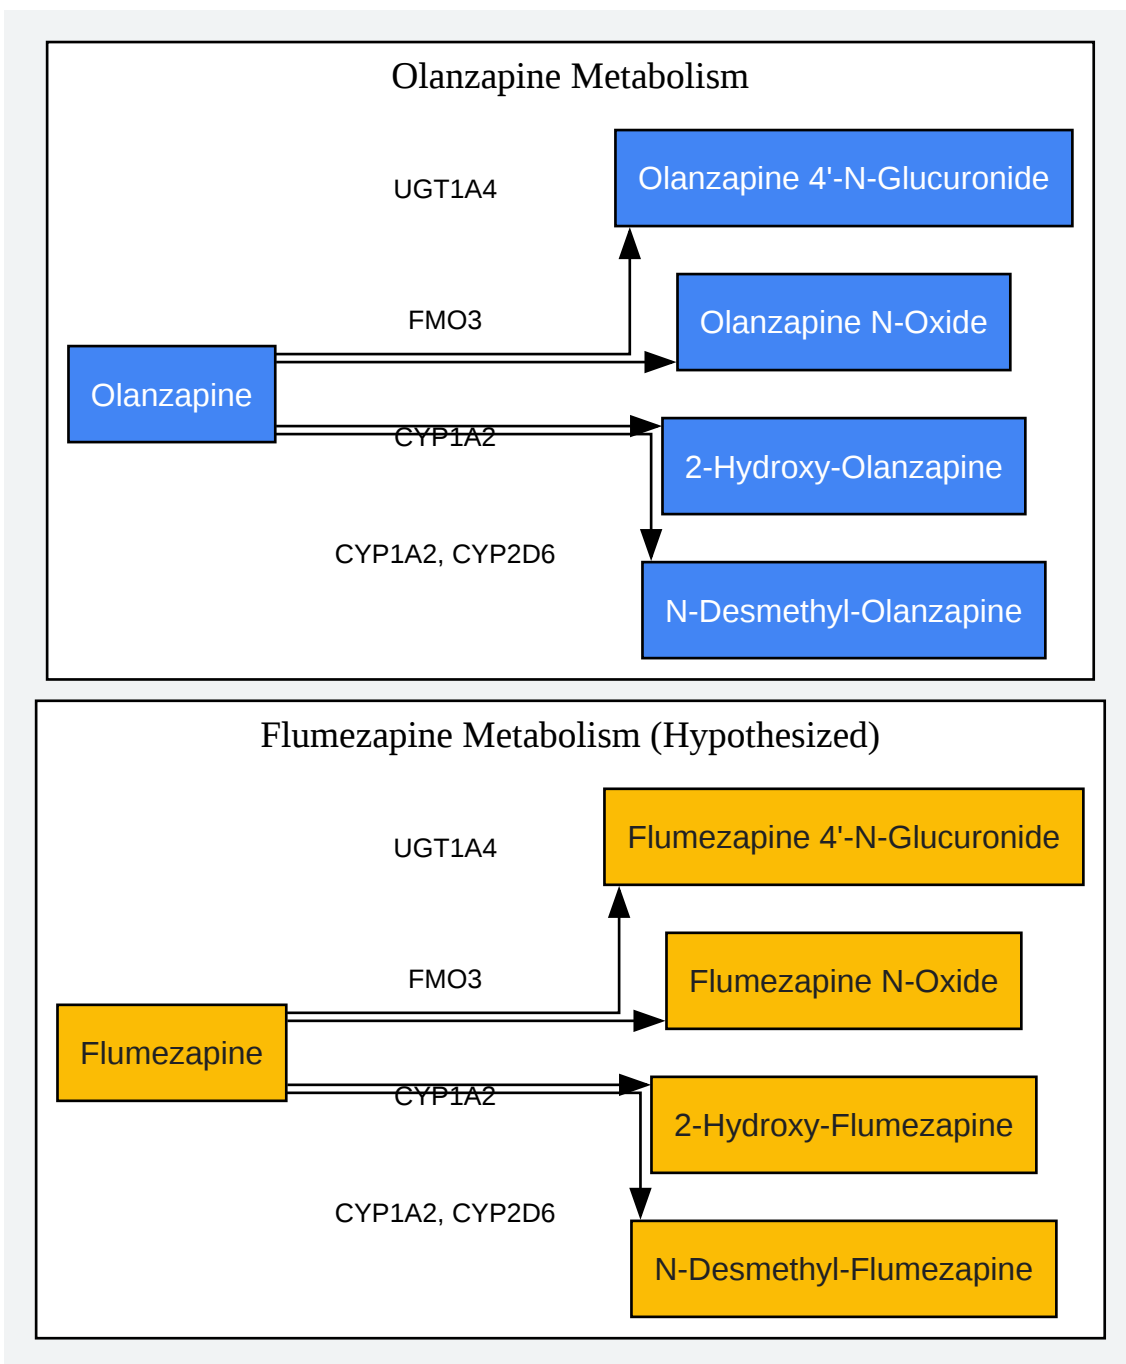 Olanzapine Metabolism
UGT1A4
Olanzapine 4'-N-Glucuronide
FMO3
Olanzapine N-Oxide
Olanzapine
CYP1A2
2-Hydroxy-Olanzapine
CYP1A2, CYP2D6
N-Desmethyl-Olanzapine
Flumezapine Metabolism (Hypothesized)
UGT1A4
Flumezapine 4'-N-Glucuronide
FMO3
Flumezapine N-Oxide
Flumezapine
CYP1A2
2-Hydroxy-Flumezapine
CYP1A2, CYP2D6
N-Desmethyl-Flumezapine